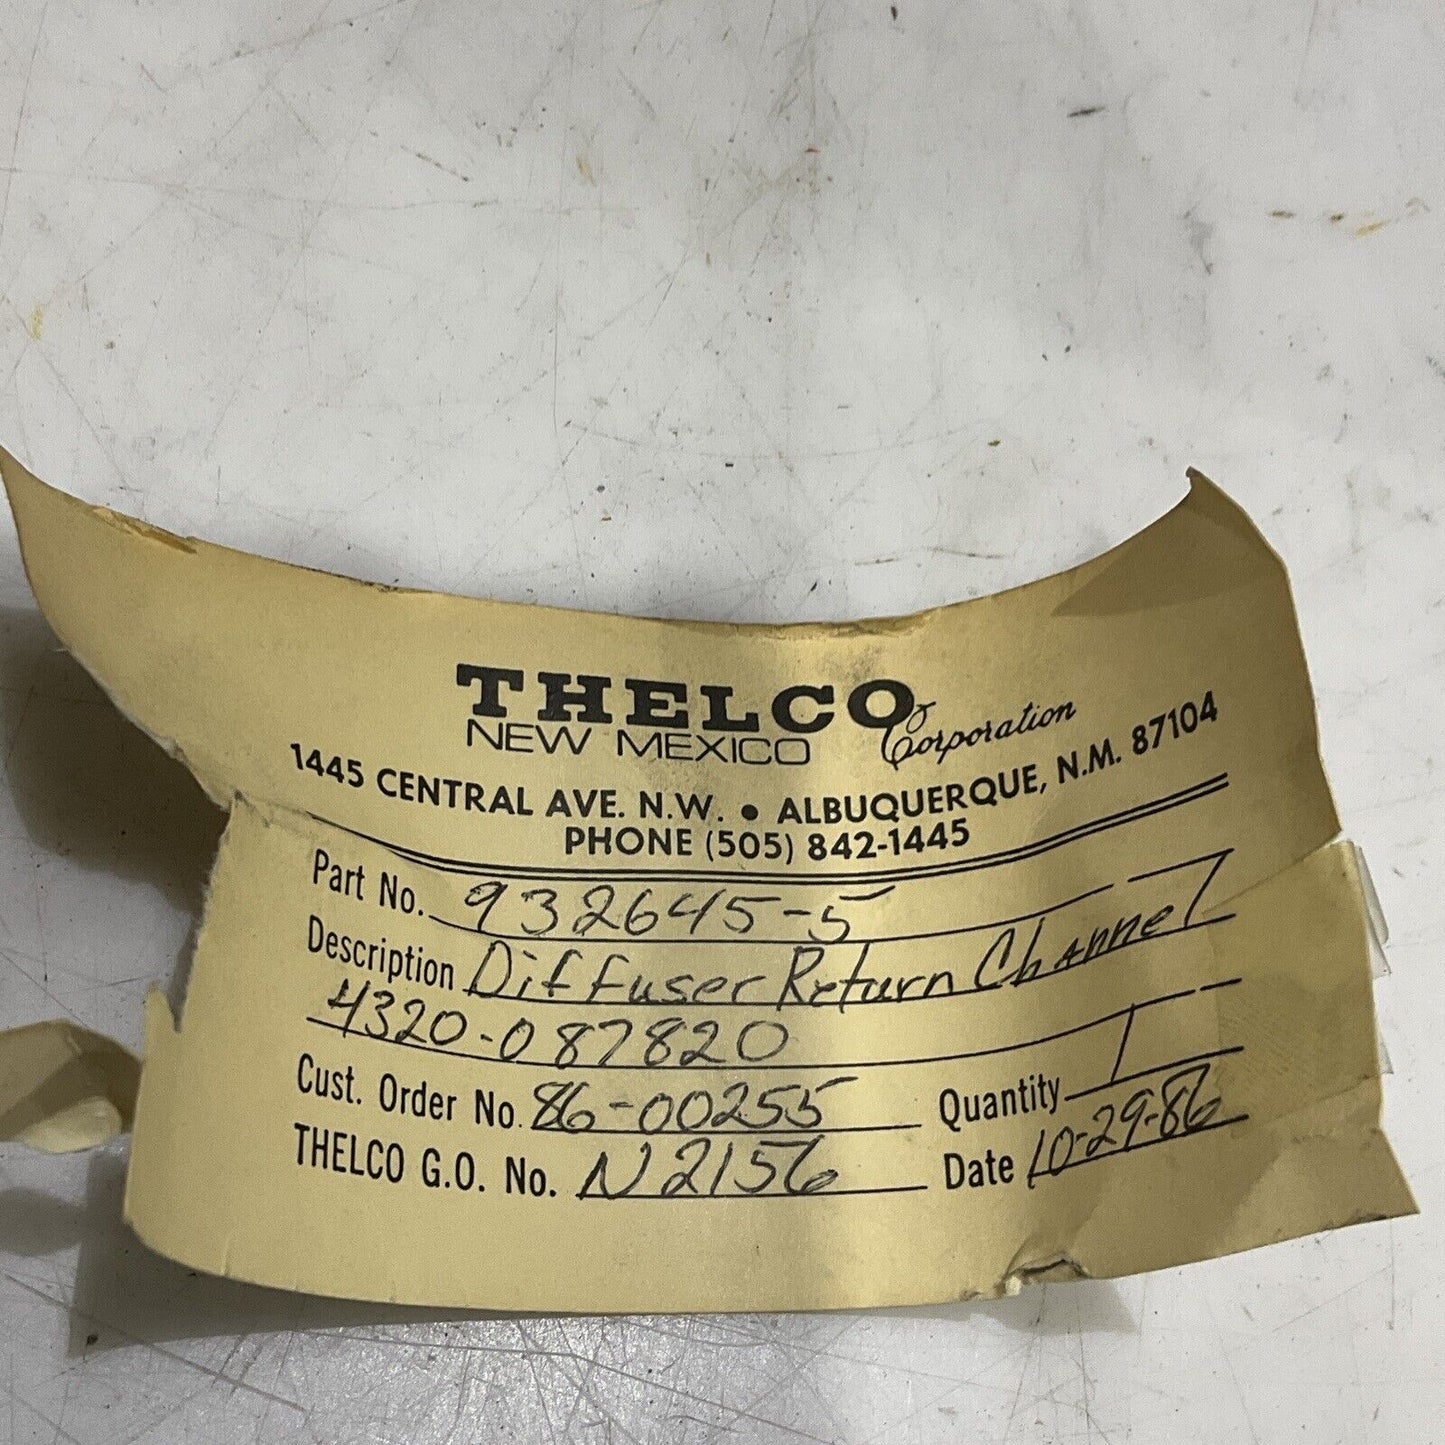 THELCO Corporation
NEW MEXICO
1445 CENTRAL AVE. N.W. • ALBUQUERQUE, N.M. 87104
PHONE (505) 842-1445
Part No. 932645-5
Description Diffuser Return Channel
4320-087820
Cust. Order No. 86-00255 Quantity 1
THELCO G.O. No. N2156 Date 10-29-86